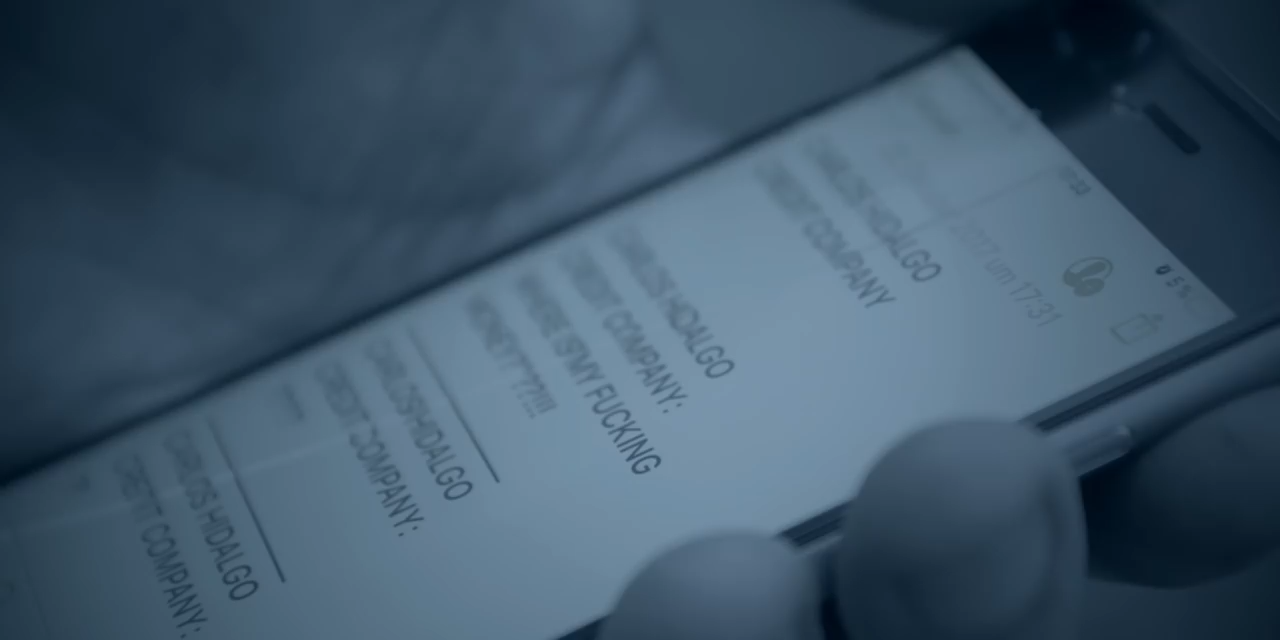 5%
2017 um 17:31
CARLOS HIDALGO
CREDIT COMPANY
CARLOS HIDALGO
CREDIT COMPANY:
WHERE IS MY FUCKING
MONEY???!!!
CARLOS HIDALGO
CREDIT COMPANY:
CARLOS HIDALGO
CREDIT COMPANY: